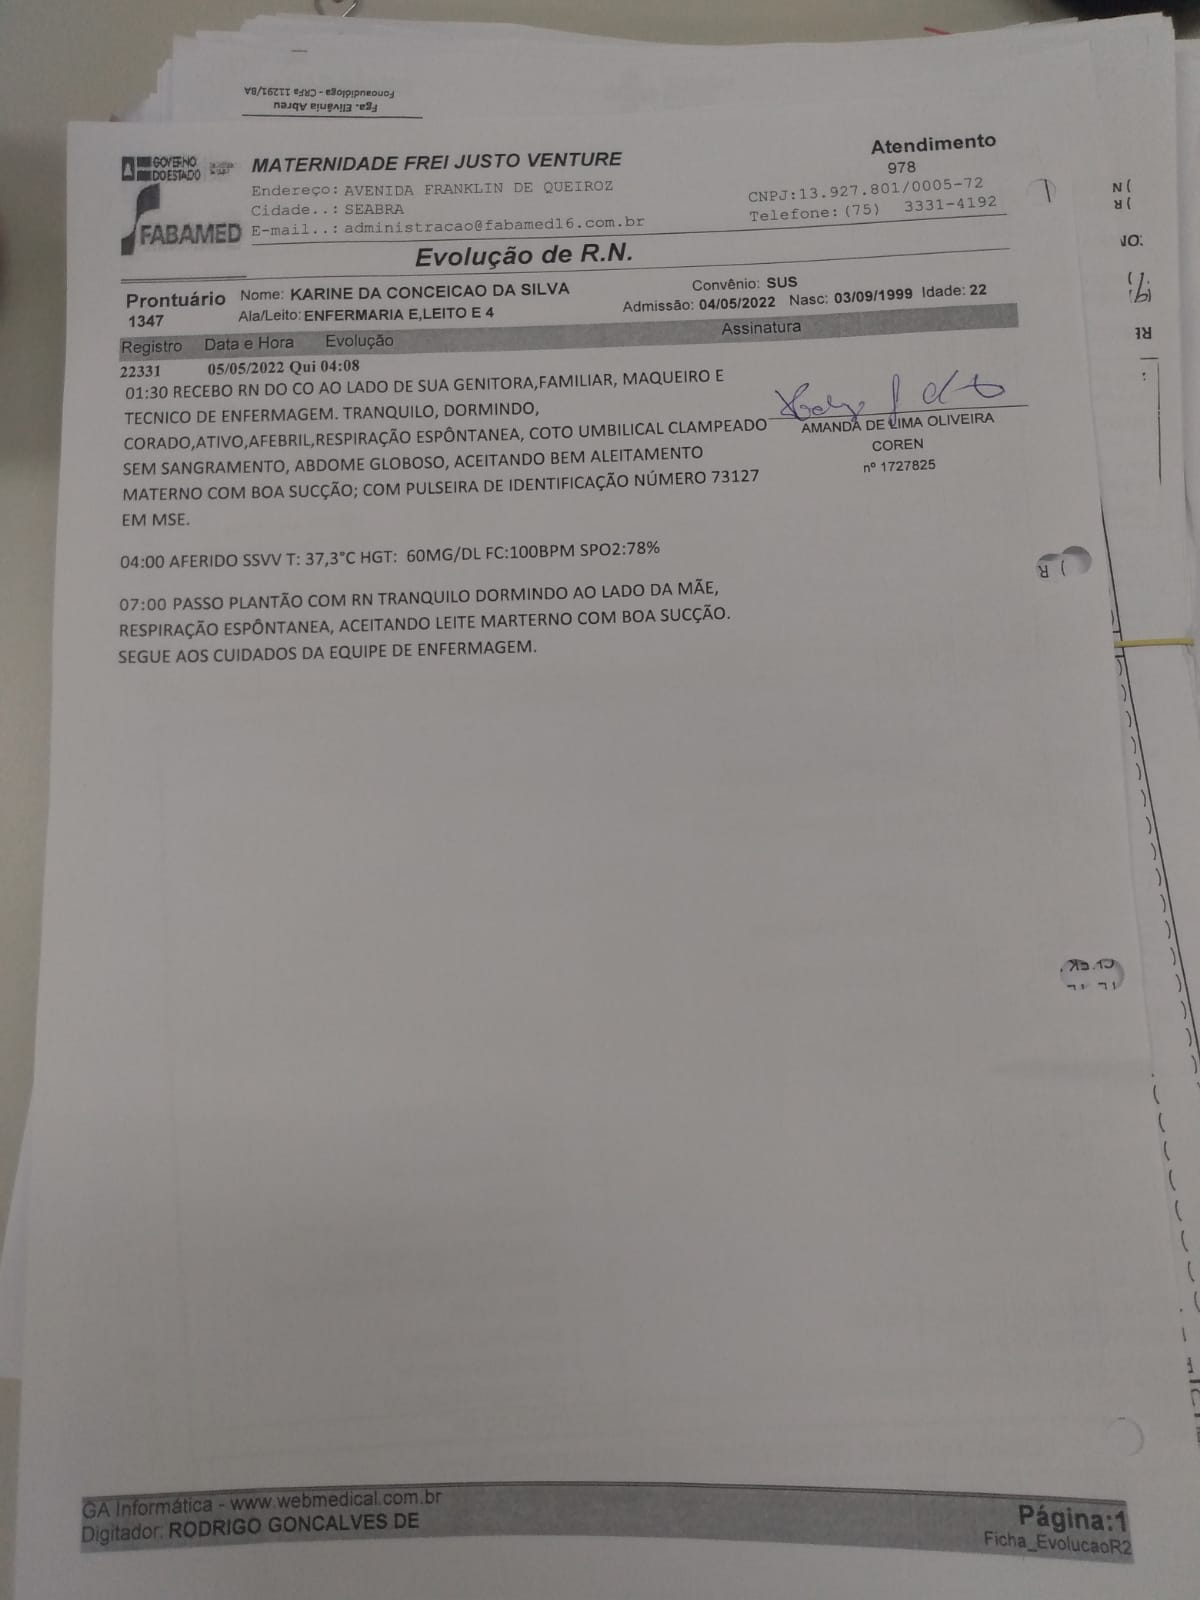 Fga. Elivânia Abreu
Fonoaudióloga - CRFa 11291/BA
GOVERNO
DO ESTADO
FABAMED
MATERNIDADE FREI JUSTO VENTURE
Endereço: AVENIDA FRANKLIN DE QUEIROZ
Cidade..: SEABRA
E-mail..: administracao@fabamed16.com.br
Atendimento
978
CNPJ:13.927.801/0005-72
Telefone: (75) 3331-4192
Evolução de R.N.
Prontuário
1347
Nome: KARINE DA CONCEICAO DA SILVA
Ala/Leito: ENFERMARIA E,LEITO E 4
Convênio: SUS
Admissão: 04/05/2022 Nasc: 03/09/1999 Idade: 22
Registro Data e Hora Evolução Assinatura
22331 05/05/2022 Qui 04:08
01:30 RECEBO RN DO CO AO LADO DE SUA GENITORA,FAMILIAR, MAQUEIRO E
TECNICO DE ENFERMAGEM. TRANQUILO, DORMINDO,
CORADO,ATIVO,AFEBRIL,RESPIRAÇÃO ESPÔNTANEA, COTO UMBILICAL CLAMPEADO
SEM SANGRAMENTO, ABDOME GLOBOSO, ACEITANDO BEM ALEITAMENTO
MATERNO COM BOA SUCÇÃO; COM PULSEIRA DE IDENTIFICAÇÃO NÚMERO 73127
EM MSE.
AMANDA DE LIMA OLIVEIRA
COREN
nº 1727825
04:00 AFERIDO SSVV T: 37,3°C HGT: 60MG/DL FC:100BPM SPO2:78%
07:00 PASSO PLANTÃO COM RN TRANQUILO DORMINDO AO LADO DA MÃE,
RESPIRAÇÃO ESPÔNTANEA, ACEITANDO LEITE MARTERNO COM BOA SUCÇÃO.
SEGUE AOS CUIDADOS DA EQUIPE DE ENFERMAGEM.
GA Informática - www.webmedical.com.br
Digitador: RODRIGO GONCALVES DE
Página:1
Ficha_EvolucaoR2